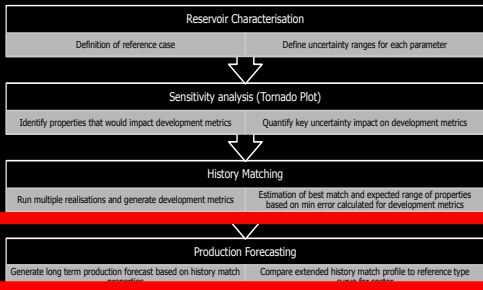 Reservoir Characterisation
Definition of reference case
Define uncertainty ranges for each parameter
Sensitivity analysis (Tornado Plot)
Identify properties that would impact development metrics
Quantify key uncertainty impact on development metrics
History Matching
Run multiple realisations and generate development metrics
Estimation of best match and expected range of properties
based on min error calculated for development metrics
Production Forecasting
Generate long term production forecast based on history match
Compare extended history match profile to reference type